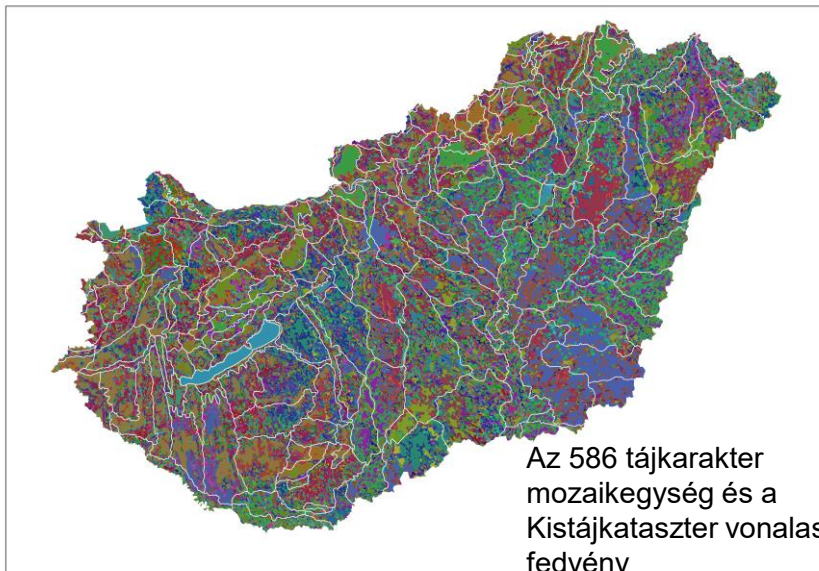 Az 586 tájkarakter
mozaikegység és a
Kistájkataszter vonalas
fedvény